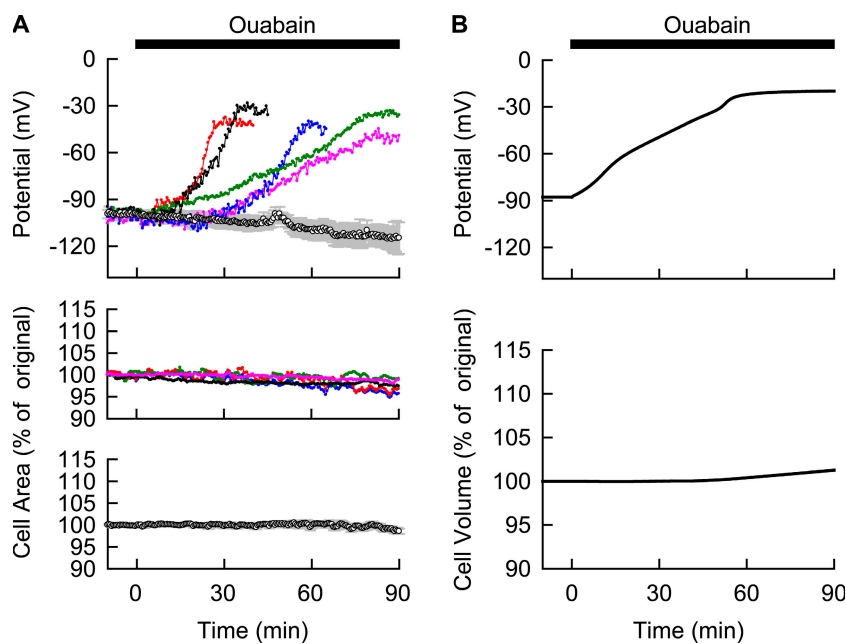 A
Ouabain
Potential (mV)
0
-30
-60
-90
-120
Cell Area (% of original)
115
110
105
100
95
90
115
110
105
100
95
90
0 30 60 90
Time (min)
B
Ouabain
Potential (mV)
0
-30
-60
-90
-120
Cell Volume (% of original)
115
110
105
100
95
90
0 30 60 90
Time (min)